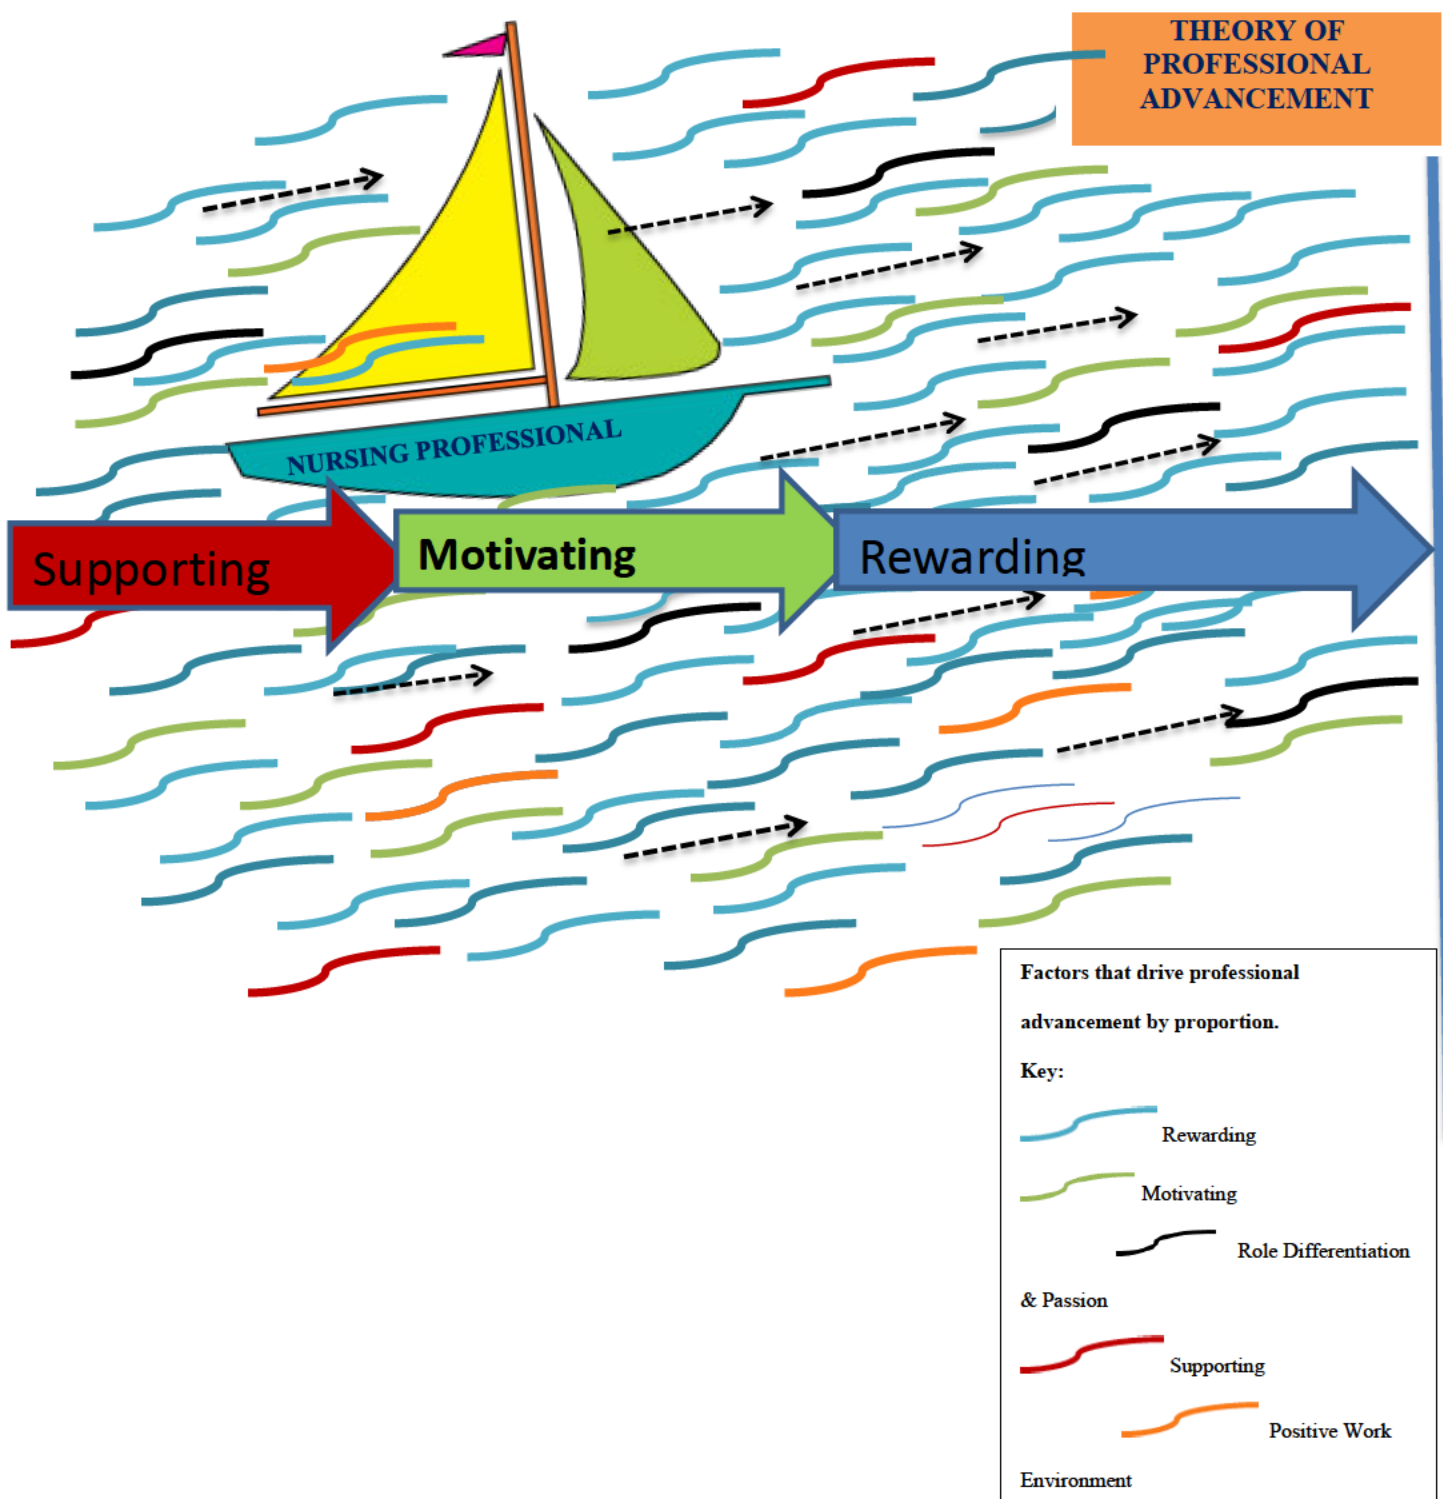 THEORY OF
PROFESSIONAL
ADVANCEMENT
NURSING PROFESSIONAL
Supporting
Motivating
Rewarding
Factors that drive professional
advancement by proportion.
Key:
Rewarding
Motivating
Role Differentiation
& Passion
Supporting
Positive Work
Environment